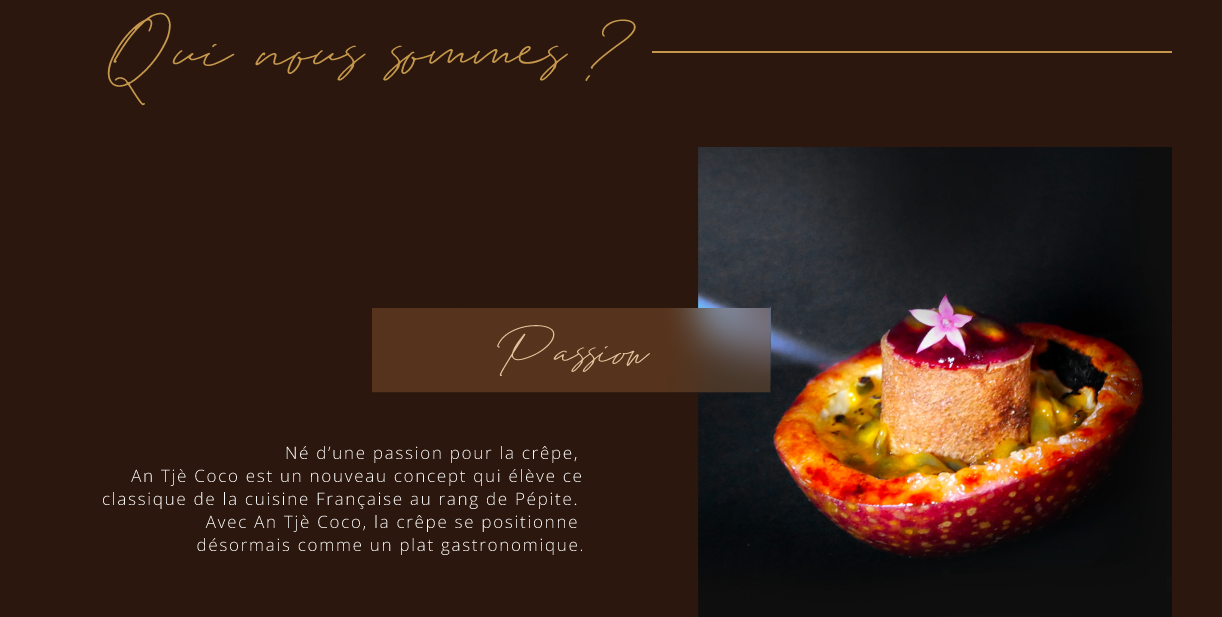 Qui nous sommes ?
Passion
Né d’une passion pour la crêpe,
An Tjè Coco est un nouveau concept qui élève ce
classique de la cuisine Française au rang de Pépite.
Avec An Tjè Coco, la crêpe se positionne
désormais comme un plat gastronomique.